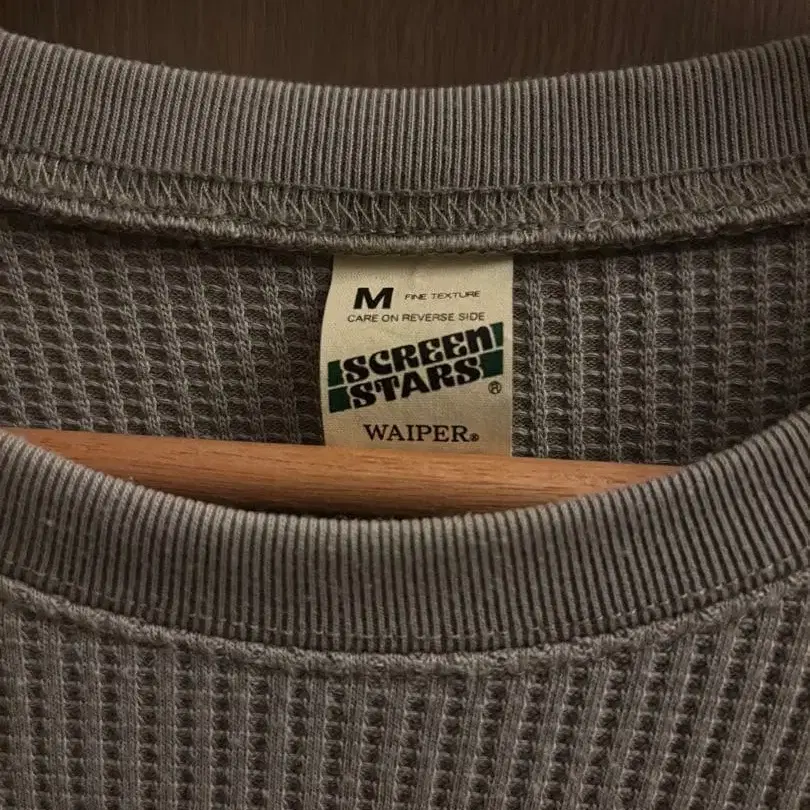 M FINE TEXTURE
CARE ON REVERSE SIDE
SCREEN
STARS®
WAIPER®